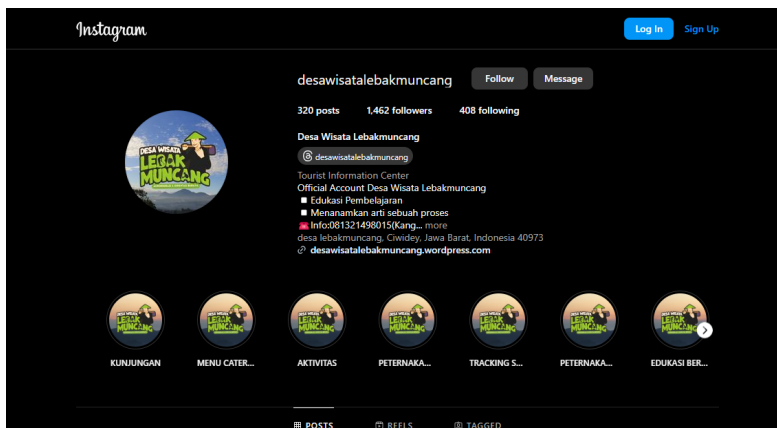 Instagram
Log In
Sign Up
desawisatalebakmuncang
Follow
Message
320 posts
1,462 followers
408 following
Desa Wisata Lebakmuncang
desawisatalebakmuncang
Tourist Information Center
Official Account Desa Wisata Lebakmuncang
Edukasi Pembelajaran
Menanamkan arti sebuah proses
Info:081321498015(Kang... more
desa lebakmuncang, Ciwidey, Jawa Barat, Indonesia 40973
desawisatalebakmuncang.wordpress.com
DESA WISATA
LEBAK
MUNCANG
KUNJUNGAN
MENU CATER...
AKTIVITAS
PETERNAKA...
TRACKING S...
PETERNAKA...
EDUKASI BER...
POSTS
REELS
TAGGED